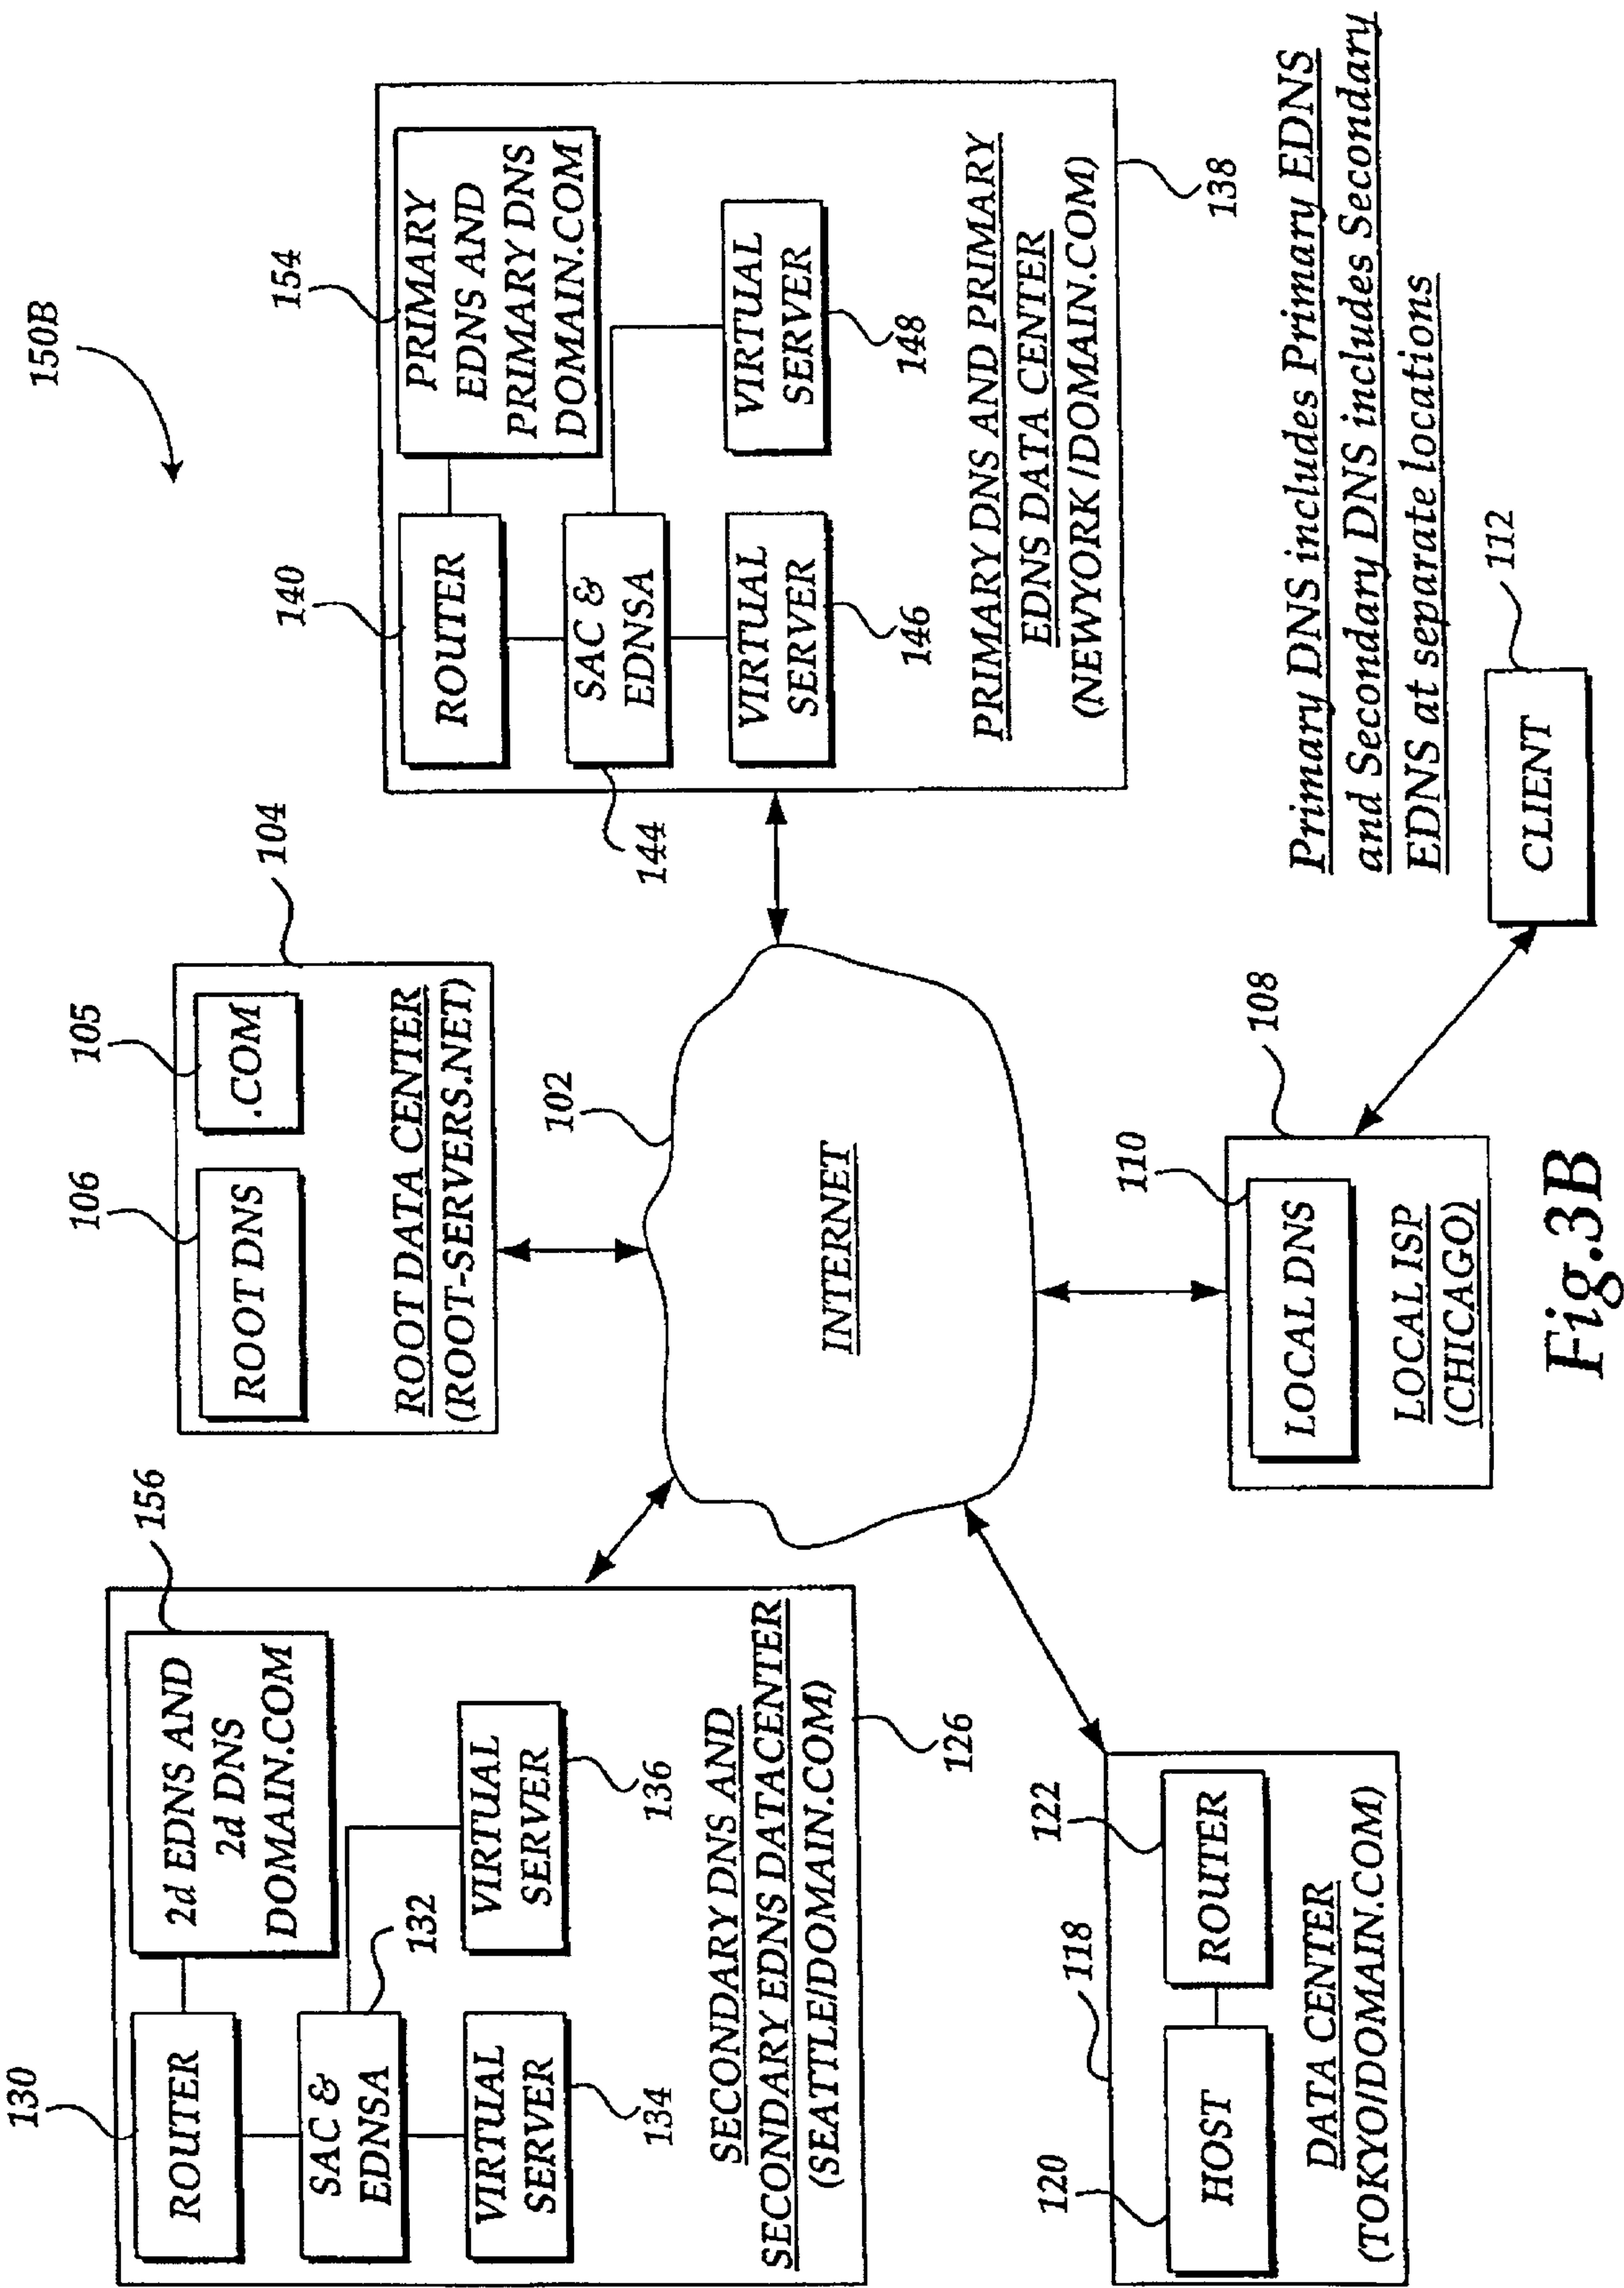 150B
156
2d EDNS AND
2d DNS
DOMAIN.COM
130
ROUTER
SAC &
EDNSA
132
VIRTUAL
SERVER
134
VIRTUAL
SERVER
136
SECONDARY DNS AND
SECONDARY EDNS DATACENTER
(SEATTLE/DOMAIN.COM)
126
106
105
ROOT DNS
.COM
104
ROOT DATA CENTER
(ROOT-SERVERS.NET)
154
PRIMARY
EDNS AND
PRIMARY DNS
DOMAIN.COM
140
ROUTER
SAC &
EDNSA
144
VIRTUAL
SERVER
146
VIRTUAL
SERVER
148
PRIMARY DNS AND PRIMARY
EDNS DATA CENTER
(NEWYORK/DOMAIN.COM)
138
102
INTERNET
118
120
HOST
122
ROUTER
DATA CENTER
(TOKYO/DOMAIN.COM)
110
108
LOCAL DNS
LOCAL ISP
(CHICAGO)
Primary DNS includes Primary EDNS
and Secondary DNS includes Secondary
EDNS at separate locations
112
CLIENT
Fig.3B